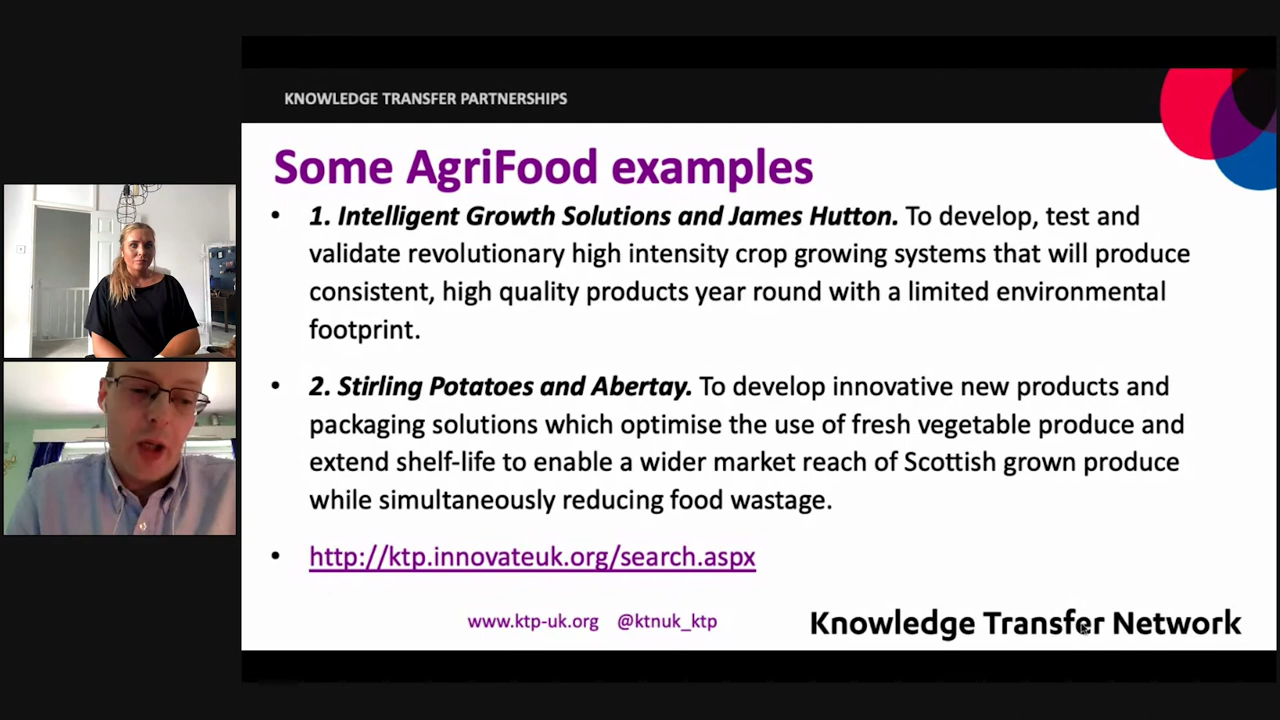 KNOWLEDGE TRANSFER PARTNERSHIPS
Some AgriFood examples
• 1. Intelligent Growth Solutions and James Hutton. To develop, test and
validate revolutionary high intensity crop growing systems that will produce
consistent, high quality products year round with a limited environmental
footprint.
• 2. Stirling Potatoes and Abertay. To develop innovative new products and
packaging solutions which optimise the use of fresh vegetable produce and
extend shelf-life to enable a wider market reach of Scottish grown produce
while simultaneously reducing food wastage.
• http://ktp.innovateuk.org/search.aspx
www.ktp-uk.org @ktnuk_ktp
Knowledge Transfer Network